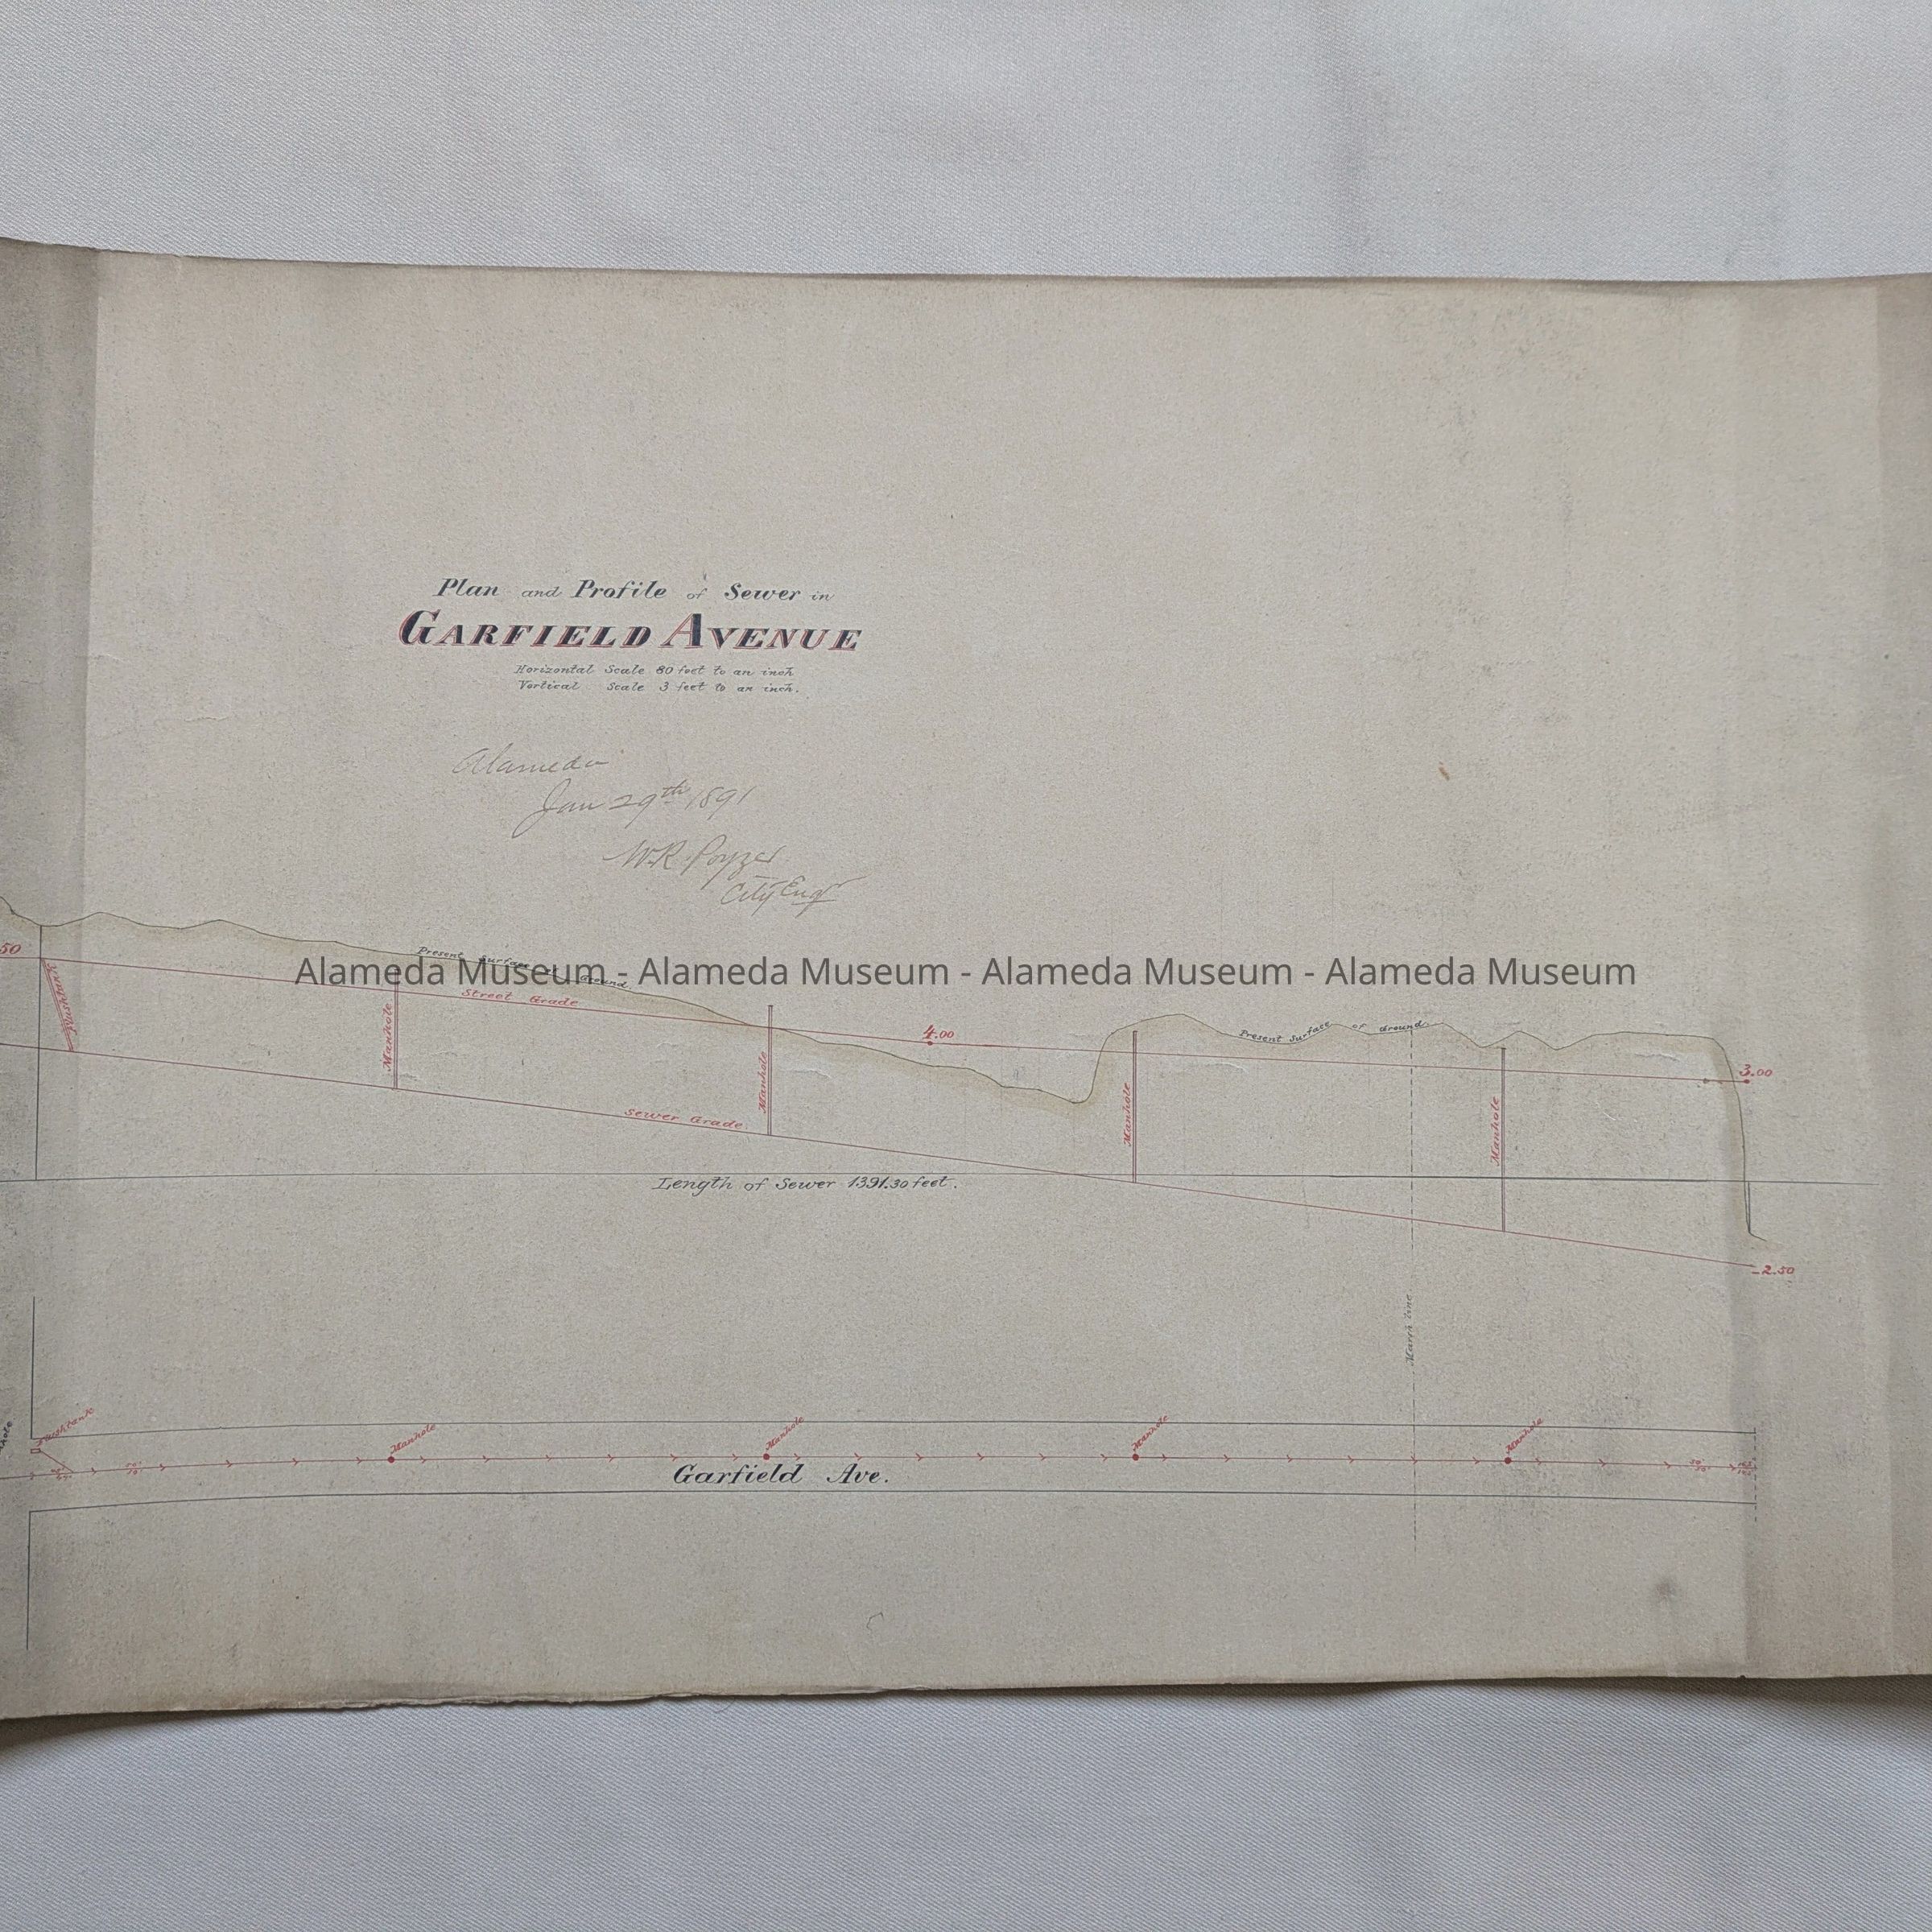 Plan and Profile of Sewer in
GARFIELD AVENUE
Horizontal Scale 80 feet to an inch
Vertical Scale 3 feet to an inch.
Alameda
Jan 29th 1891
W.R. Poyzer
City Engr
50
Present Surface of Ground
Alameda Museum - Alameda Museum - Alameda Museum - Alameda Museum
Flushtank
Manhole
Street Grade
Manhole
4.00
Manhole
Present Surface of Ground
Manhole
3.00
Sewer Grade
Length of Sewer 1391.30 feet.
-2.50
Flushtank
Manhole
Manhole
Manhole
Manhole
Garfield Ave.